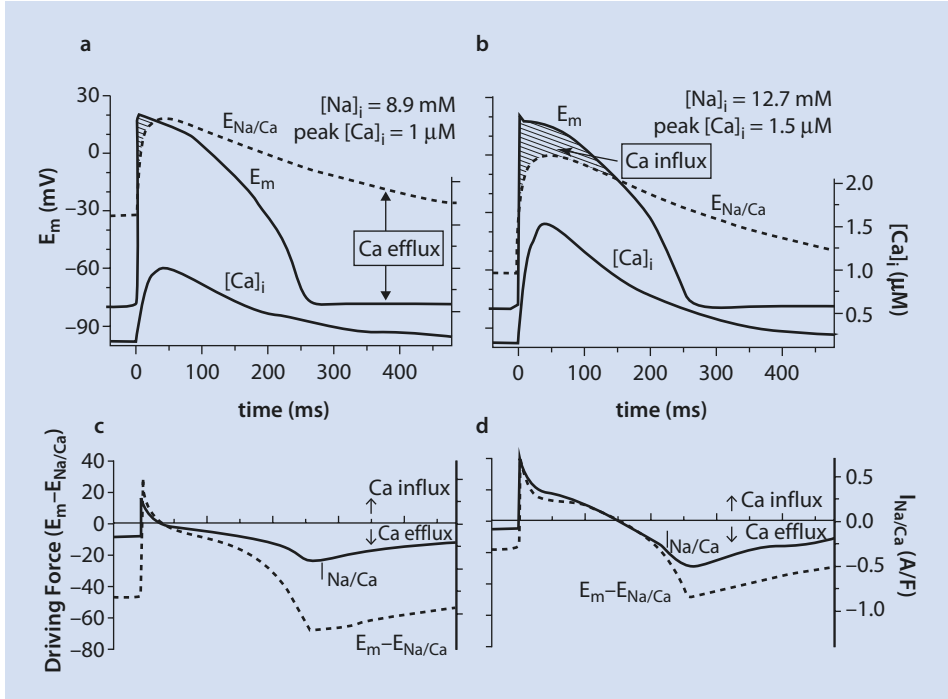 a
b
30
0
−30
−60
−90
E_m (mV)
[Na]_i = 8.9 mM
peak [Ca]_i = 1 μM
E_Na/Ca
E_m
Ca efflux
[Ca]_i
0 100 200 300 400
time (ms)
[Na]_i = 12.7 mM
peak [Ca]_i = 1.5 μM
E_m
Ca influx
E_Na/Ca
[Ca]_i
2.0
1.5
1.0
0.5
[Ca]_i (μM)
0 100 200 300 400
time (ms)
c
d
40
20
0
−20
−40
−60
−80
Driving Force (E_m−E_Na/Ca)
↑ Ca influx
↓ Ca efflux
I_Na/Ca
E_m−E_Na/Ca
↑ Ca influx
↓ Ca efflux
I_Na/Ca
E_m−E_Na/Ca
0.5
0.0
−0.5
−1.0
I_Na/Ca (A/F)